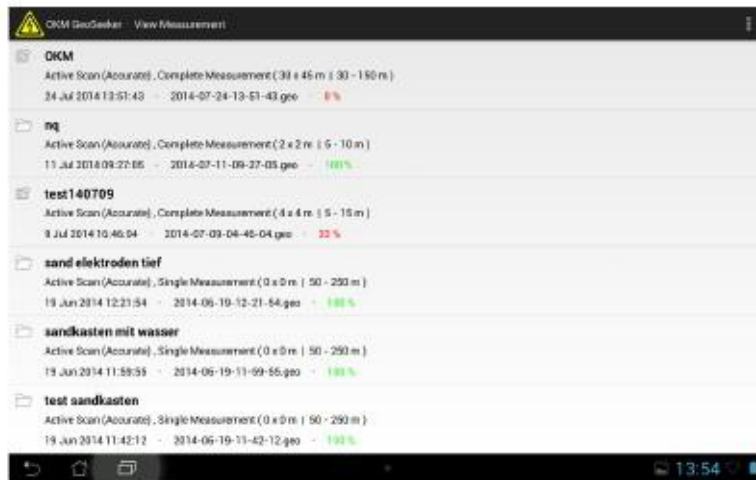 OKM GeoSeeker View Measurement
OKM
Active Scan (Accurate) , Complete Measurement ( 30 x 45 m | 30 - 150 m )
24 Jul 2014 13:51:43 - 2014-07-24-13-51-43.geo - 0 %
nq
Active Scan (Accurate) , Complete Measurement ( 2 x 2 m | 5 - 10 m )
11 Jul 2014 09:27:05 - 2014-07-11-09-27-05.geo - 100 %
test140709
Active Scan (Accurate) , Complete Measurement ( 4 x 4 m | 5 - 15 m )
9 Jul 2014 16:46:04 - 2014-07-09-04-46-04.geo - 33 %
sand elektroden tief
Active Scan (Accurate) , Single Measurement ( 0 x 0 m | 50 - 250 m )
19 Jun 2014 12:21:54 - 2014-06-19-12-21-54.geo - 100 %
sandkasten mit wasser
Active Scan (Accurate) , Single Measurement ( 0 x 0 m | 50 - 250 m )
19 Jun 2014 11:59:55 - 2014-06-19-11-59-55.geo - 100 %
test sandkasten
Active Scan (Accurate) , Single Measurement ( 0 x 0 m | 50 - 250 m )
19 Jun 2014 11:42:12 - 2014-06-19-11-42-12.geo - 100 %
13:54